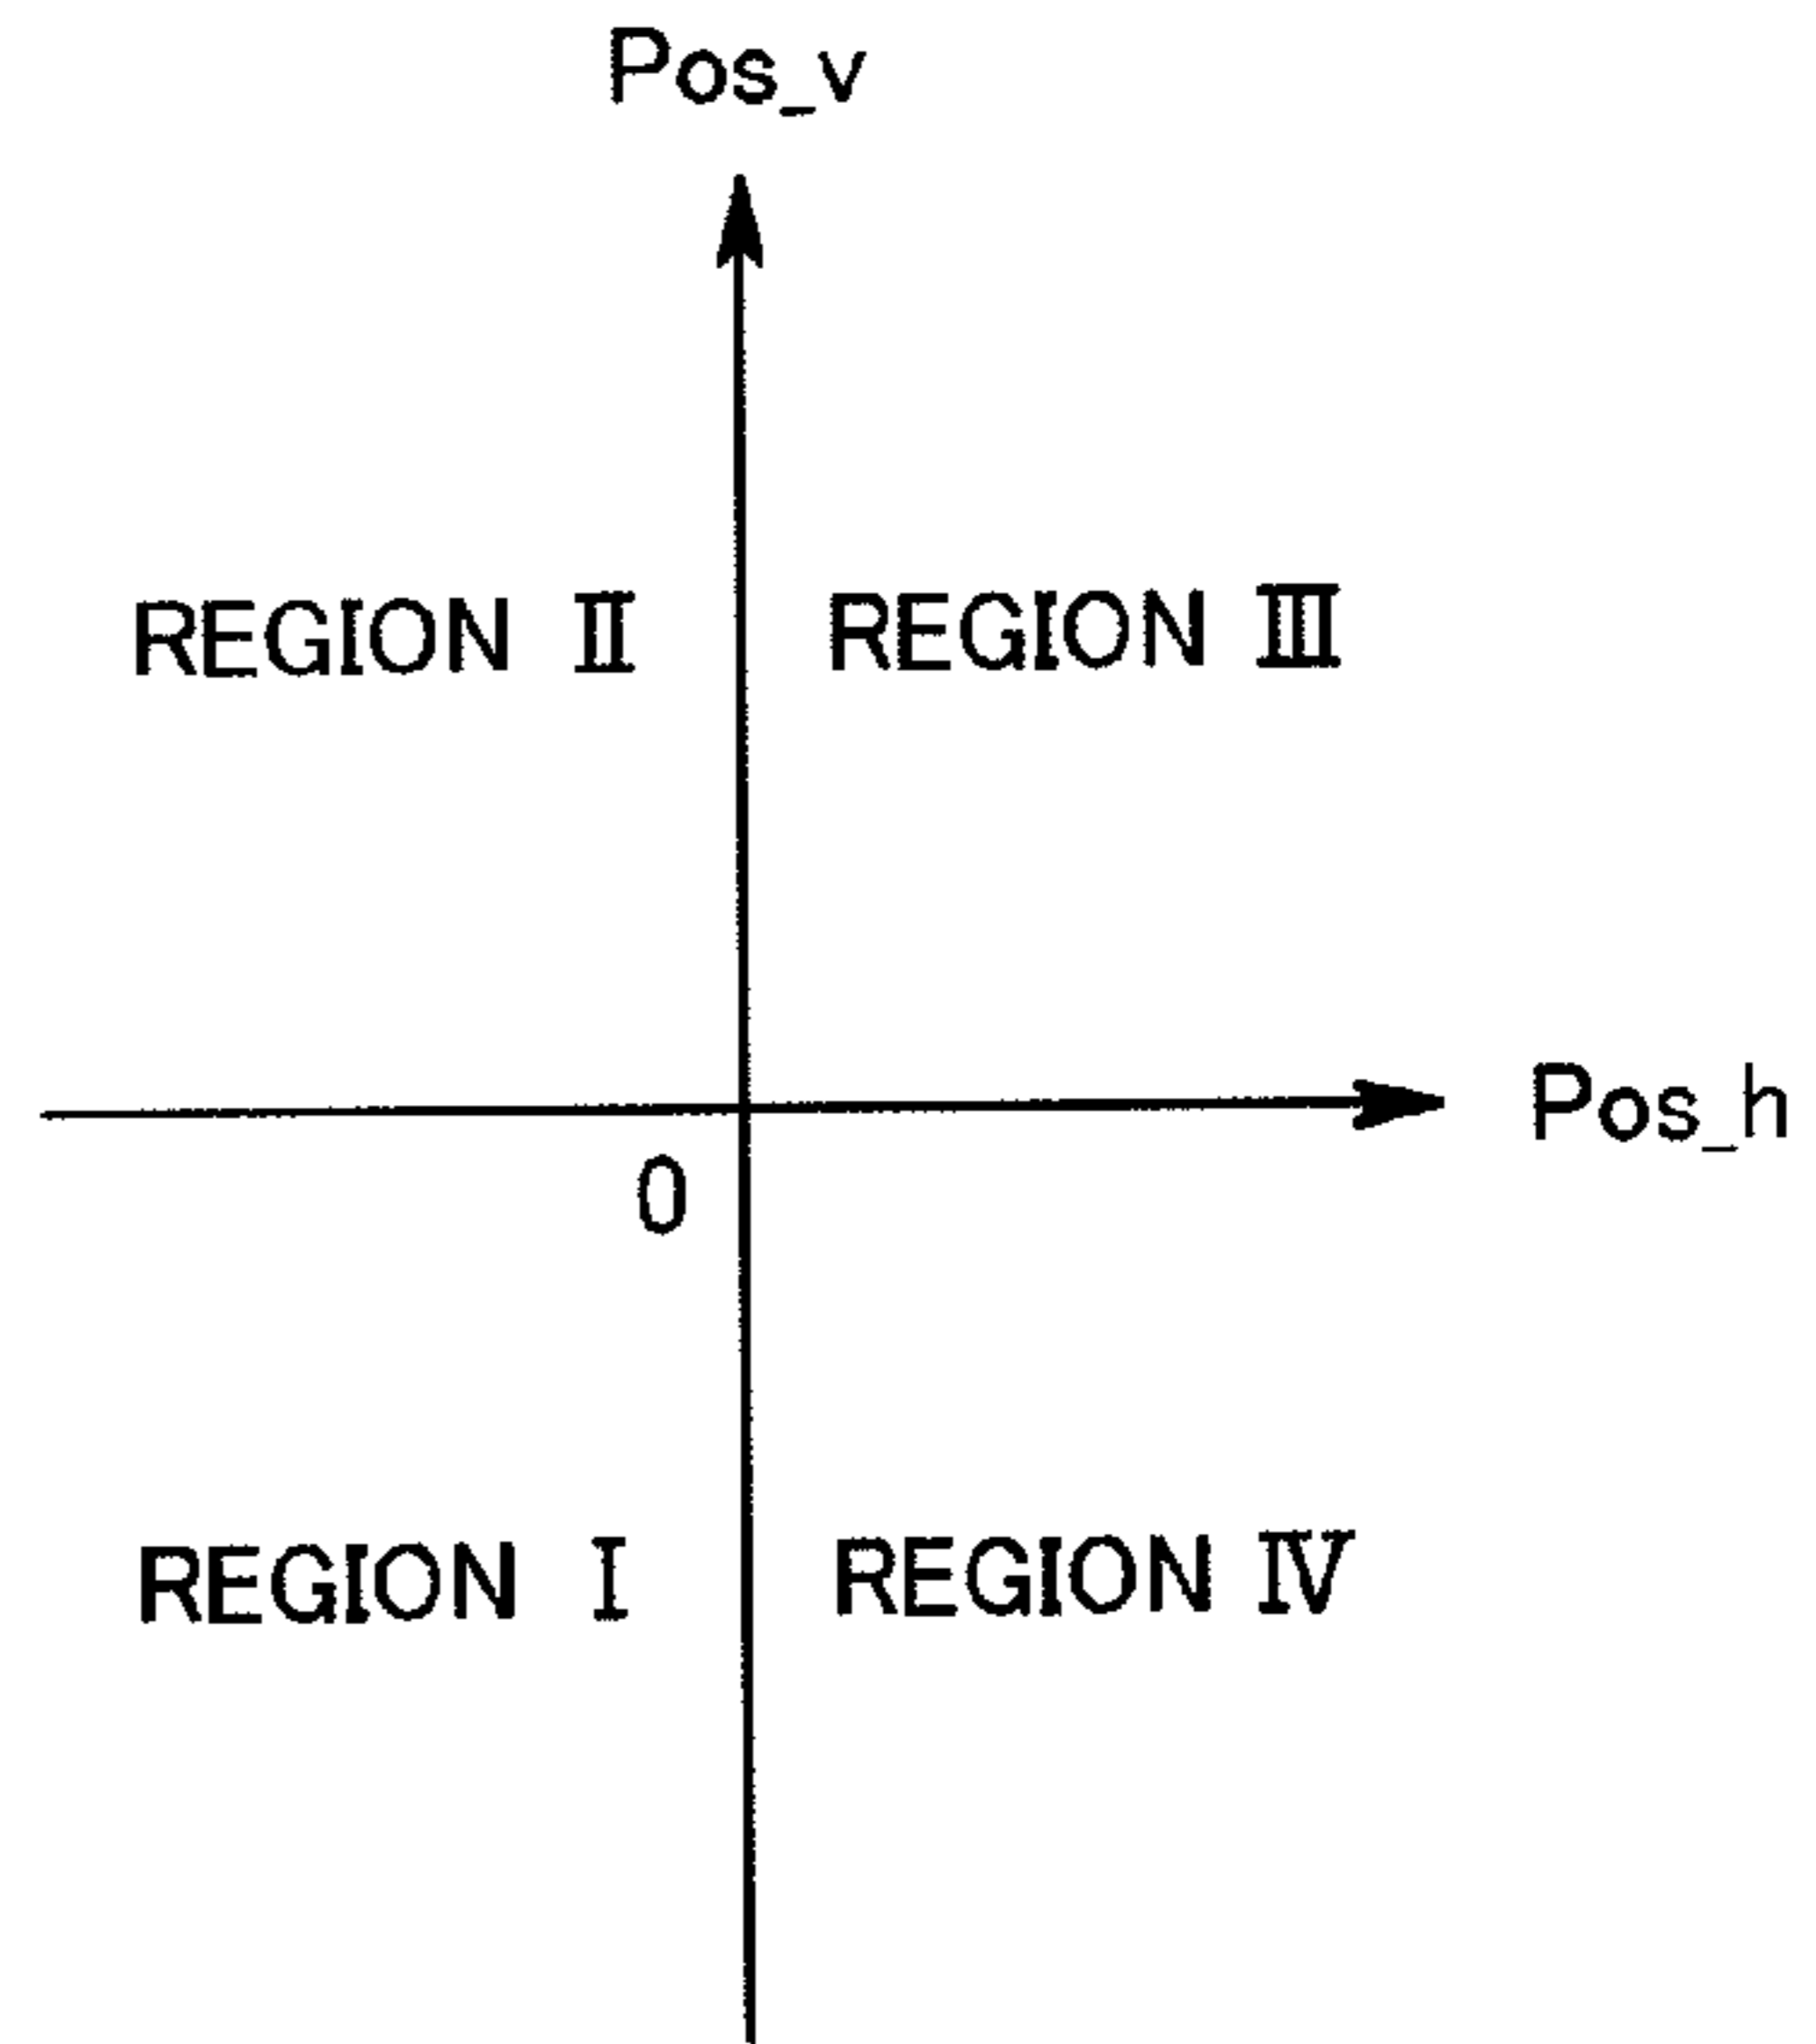 Pos_v
REGION Ⅱ
REGION Ⅲ
Pos_h
0
REGION Ⅰ
REGION Ⅳ